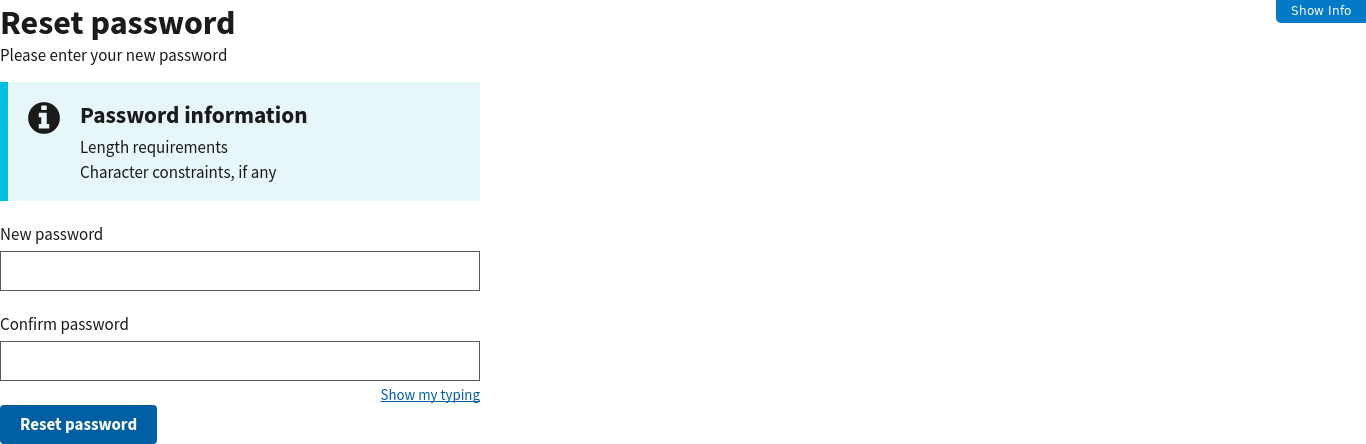 Reset password
Show Info
Please enter your new password
Password information
Length requirements
Character constraints, if any
New password
Confirm password
Show my typing
Reset password